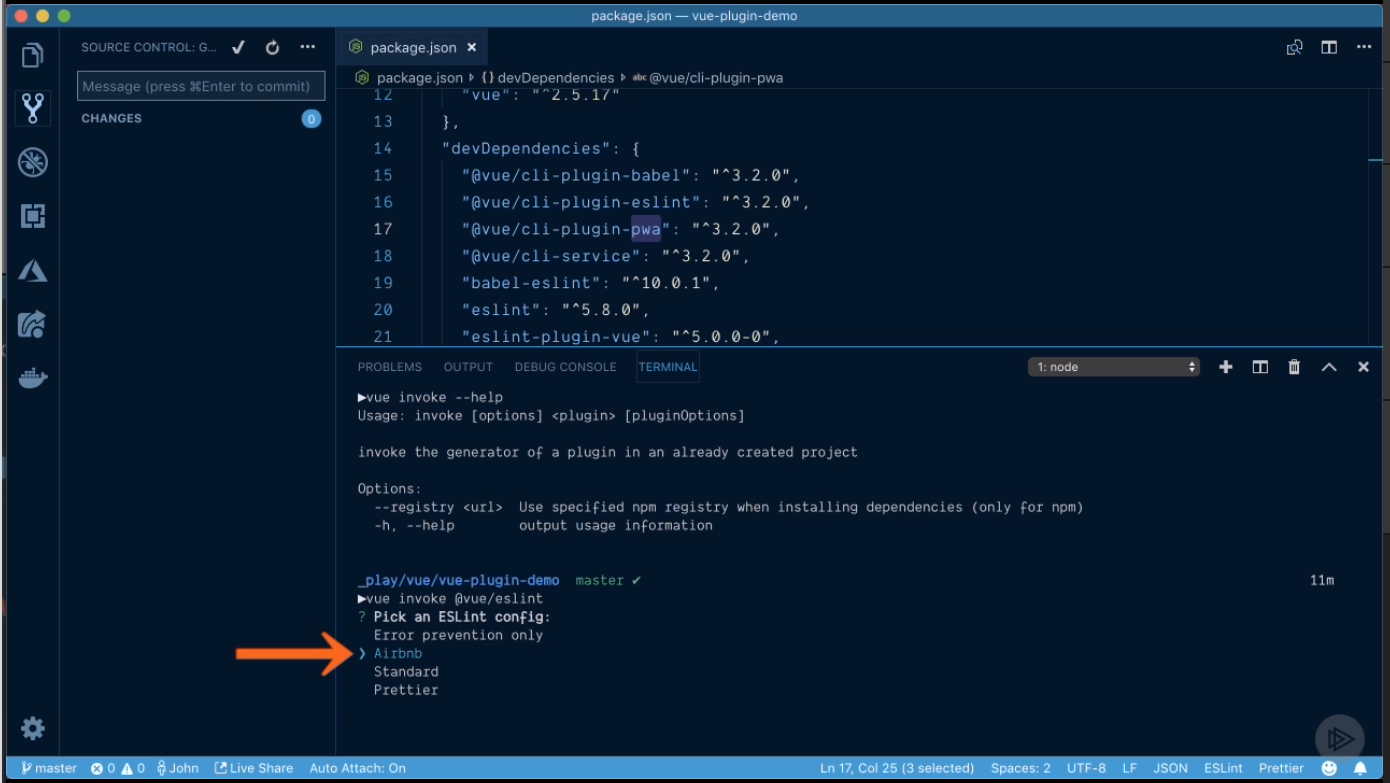 package.json — vue-plugin-demo
SOURCE CONTROL: G...
package.json
Message (press ⌘Enter to commit)
package.json {} devDependencies abc @vue/cli-plugin-pwa
CHANGES 0
12 "vue": "^2.5.17"
13 },
14 "devDependencies": {
15 "@vue/cli-plugin-babel": "^3.2.0",
16 "@vue/cli-plugin-eslint": "^3.2.0",
17 "@vue/cli-plugin-pwa": "^3.2.0",
18 "@vue/cli-service": "^3.2.0",
19 "babel-eslint": "^10.0.1",
20 "eslint": "^5.8.0",
21 "eslint-plugin-vue": "^5.0.0-0",
PROBLEMS OUTPUT DEBUG CONSOLE TERMINAL 1: node
▶vue invoke --help
Usage: invoke [options] <plugin> [pluginOptions]
invoke the generator of a plugin in an already created project
Options:
--registry <url> Use specified npm registry when installing dependencies (only for npm)
-h, --help output usage information
_play/vue/vue-plugin-demo master ✔ 11m
▶vue invoke @vue/eslint
? Pick an ESLint config:
Error prevention only
❯ Airbnb
Standard
Prettier
master 0 0 John Live Share Auto Attach: On Ln 17, Col 25 (3 selected) Spaces: 2 UTF-8 LF JSON ESLint Prettier